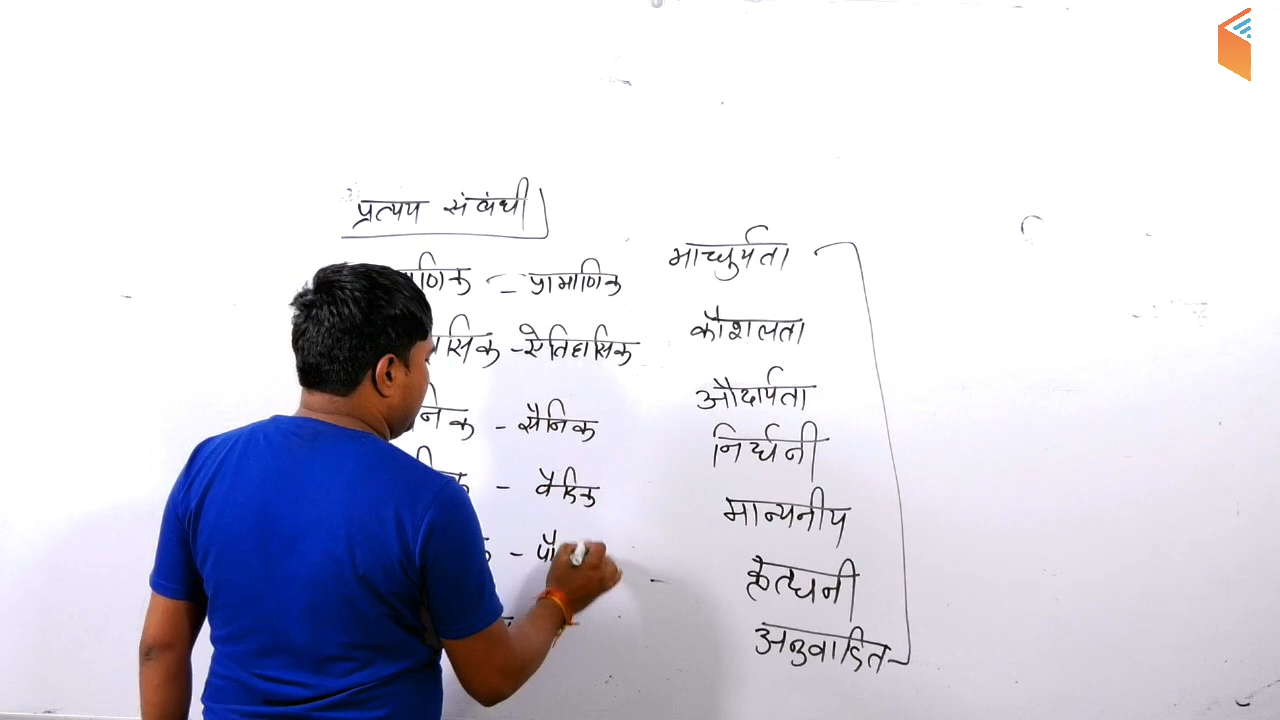 प्रत्यय संबंधी
- प्रामाणिक
- ऐतिहासिक
- सैनिक
- वैदिक
माधुर्यता
कौशलता
औदार्यता
निर्धनी
मान्यनीय
कृतघ्नी
अनुवादित